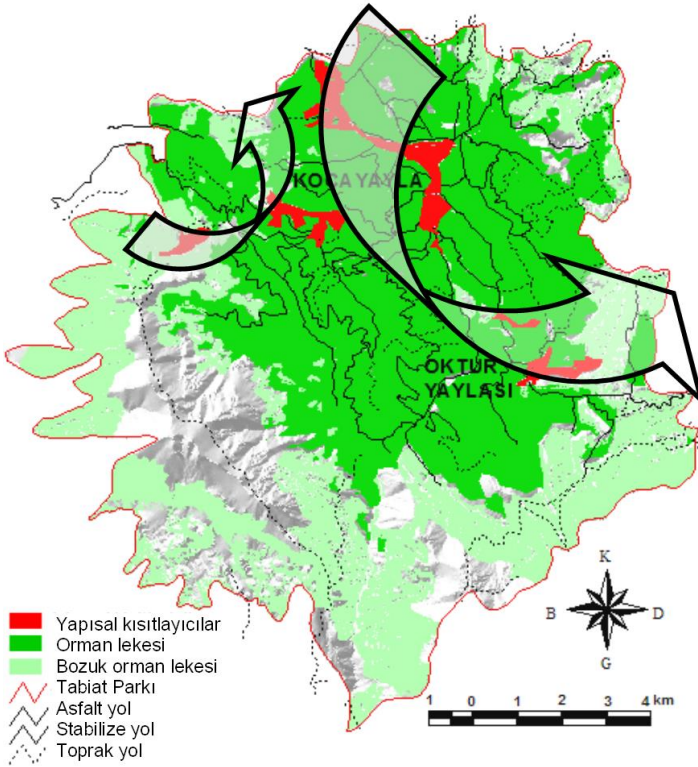 KOCA YAYLA
ÖKTÜR
YAYLASI
K
B D
G
Yapısal kısıtlayıcılar
Orman lekesi
Bozuk orman lekesi
Tabiat Parkı
Asfalt yol
Stabilize yol
Toprak yol
1 0 1 2 3 4 km